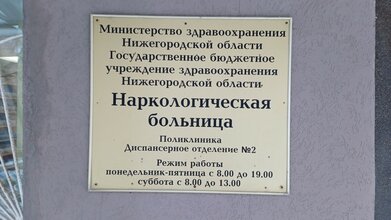 Министерство здравоохранения
Нижегородской области
Государственное бюджетное
учреждение здравоохранения
Нижегородской области
Наркологическая
больница
Поликлиника
Диспансерное отделение №2
Режим работы
понедельник-пятница с 8.00 до 19.00
суббота с 8.00 до 13.00